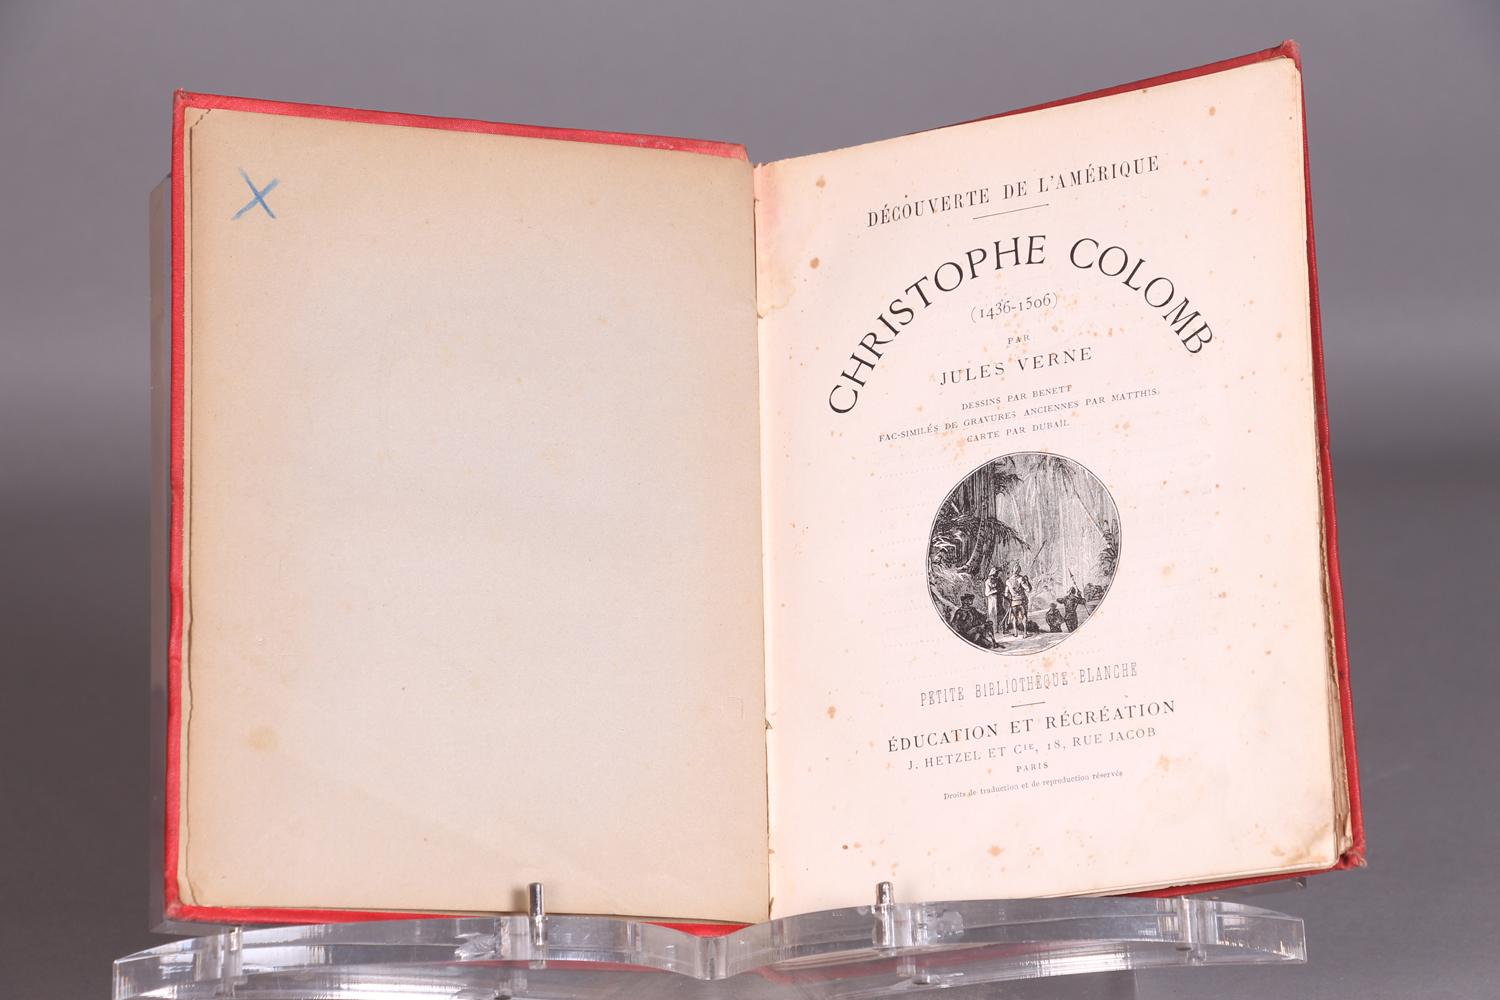 DÉCOUVERTE DE L'AMÉRIQUE
CHRISTOPHE COLOMB
(1436-1506)
PAR
JULES VERNE
DESSINS PAR BENETT
FAC-SIMILÉS DE GRAVURES ANCIENNES PAR MATTHIS,
CARTE PAR DUBAIL
PETITE BIBLIOTHÈQUE BLANCHE
ÉDUCATION ET RÉCRÉATION
J. HETZEL ET Cie, 18, RUE JACOB
PARIS
Droits de traduction et de reproduction réservés